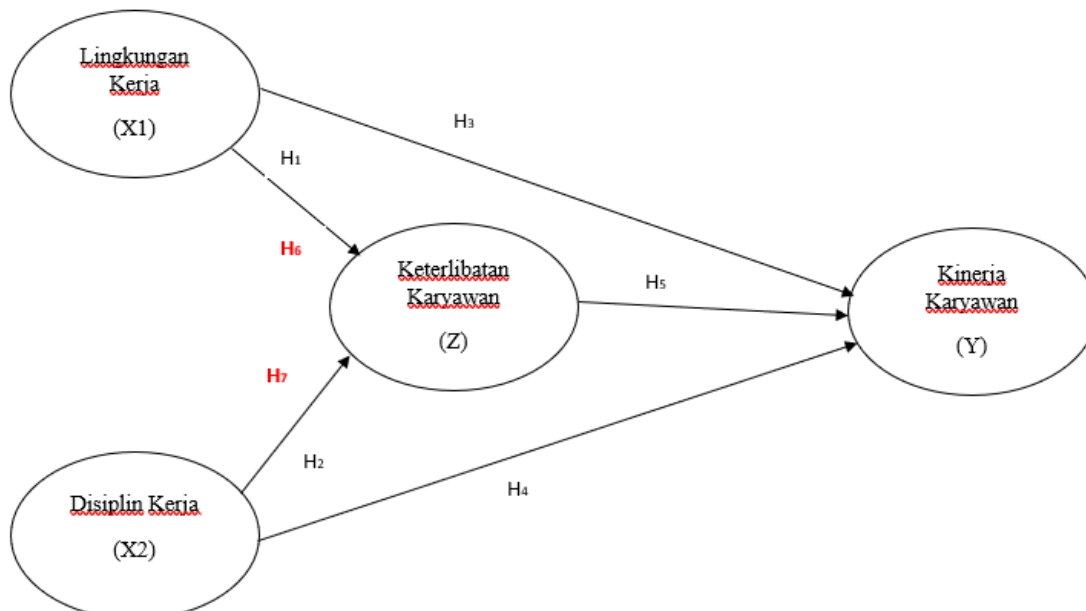 Lingkungan
Kerja
(X1)
H₃
H₁
H₆
Keterlibatan
Karyawan
(Z)
H₅
Kinerja
Karyawan
(Y)
H₇
H₂
H₄
Disiplin Kerja
(X2)